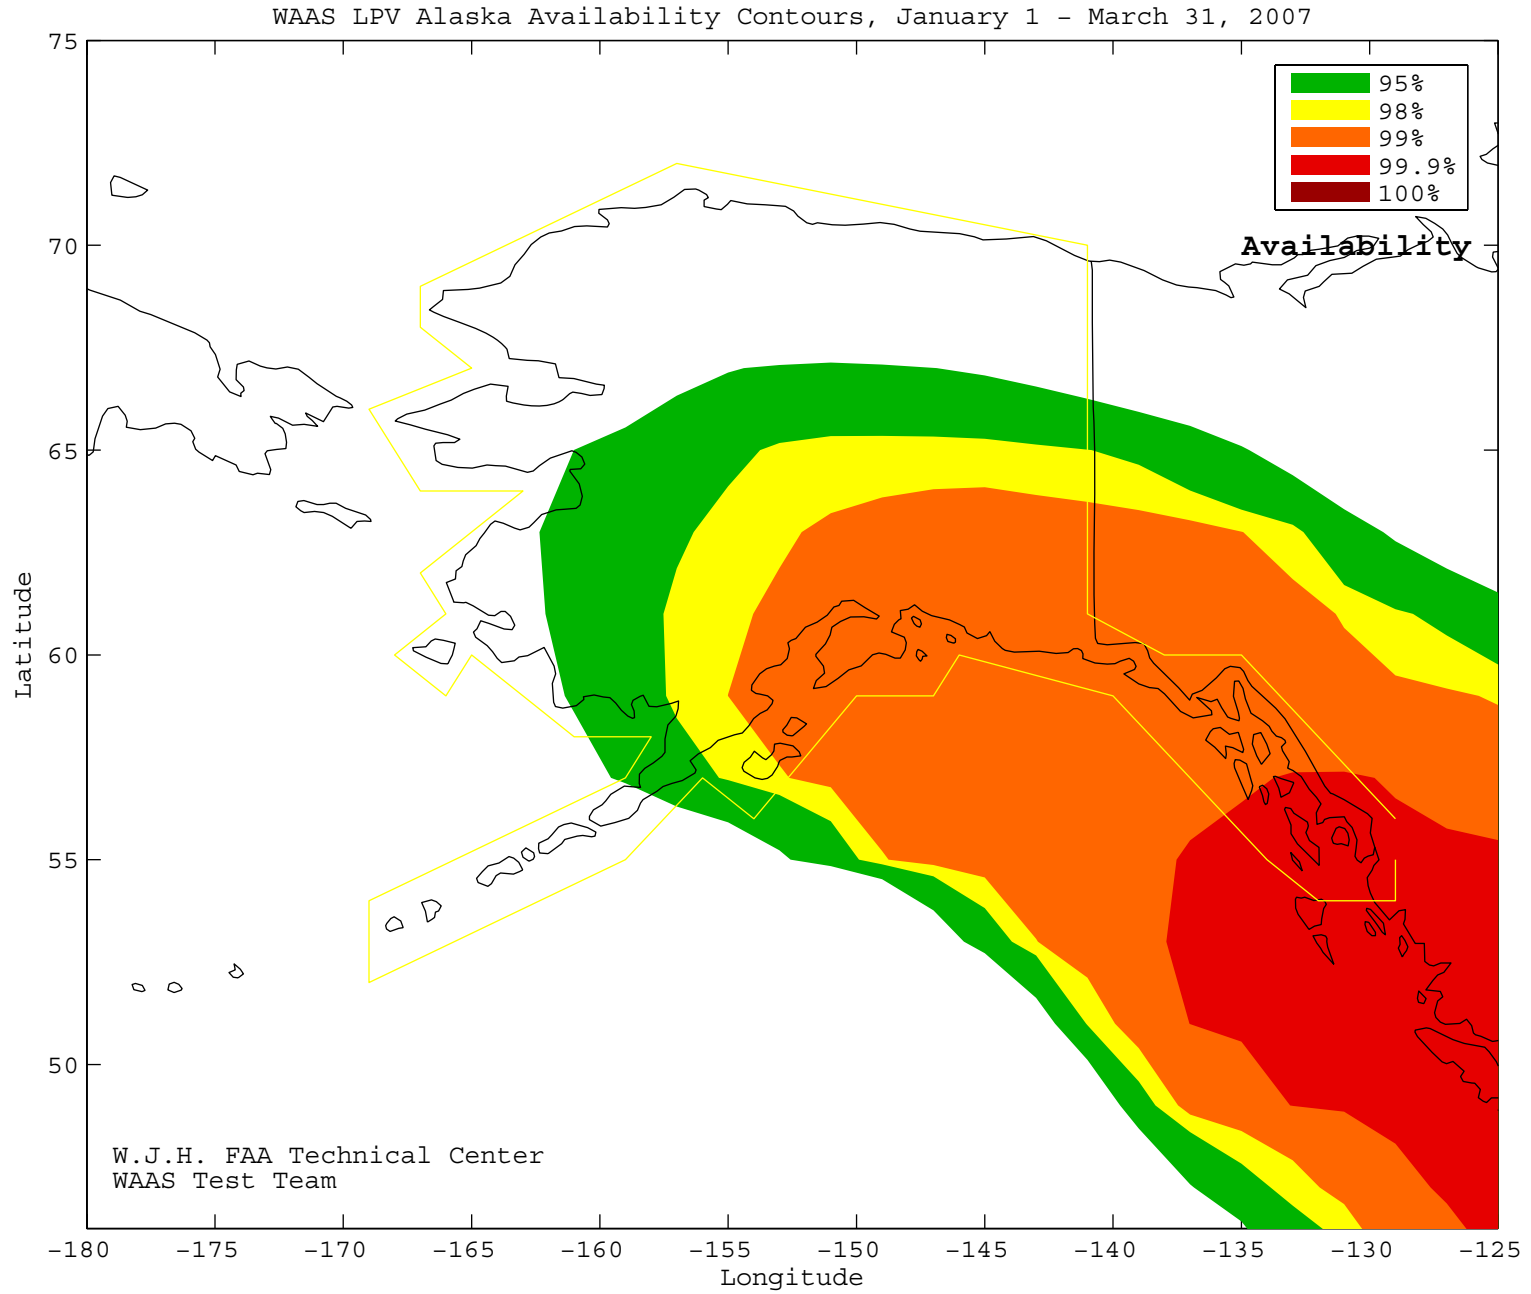 WAAS LPV Alaska Availability Contours, January 1 - March 31, 2007
75
70
65
60
55
50
Latitude
95%
98%
99%
99.9%
100%
Availability
W.J.H. FAA Technical Center
WAAS Test Team
-180 -175 -170 -165 -160 -155 -150 -145 -140 -135 -130 -125
Longitude